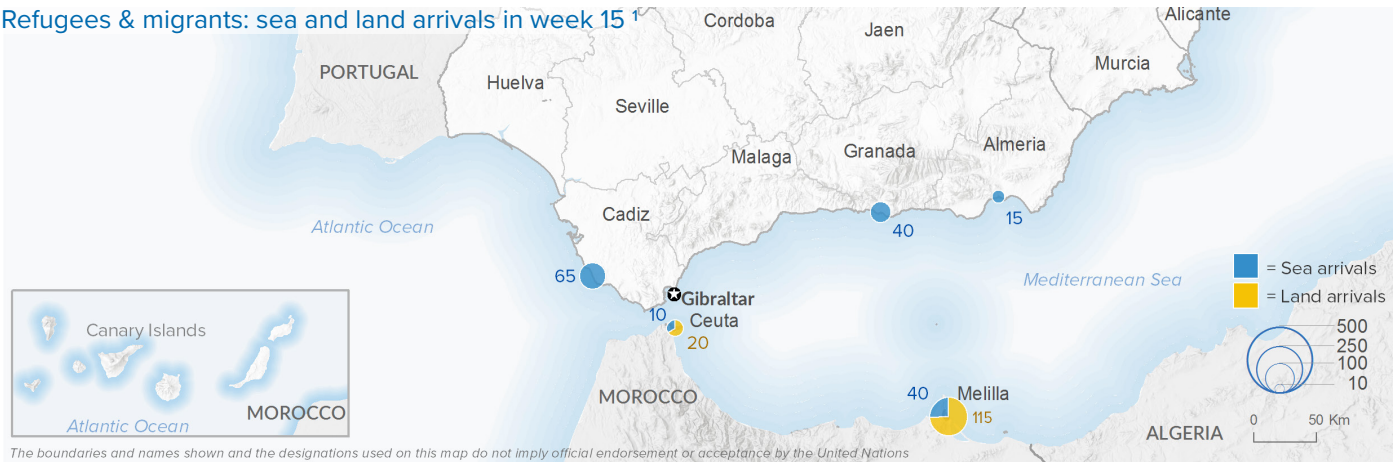 Refugees & migrants: sea and land arrivals in week 15 ¹
Cordoba
Jaen
Alicante
PORTUGAL
Huelva
Murcia
Seville
Malaga
Granada
Almeria
Cadiz
Atlantic Ocean
40
15
65
Mediterranean Sea
= Sea arrivals
= Land arrivals
Gibraltar
10
Ceuta
20
Canary Islands
500
250
100
10
MOROCCO
40
Melilla
115
MOROCCO
Atlantic Ocean
0 50 Km
ALGERIA
The boundaries and names shown and the designations used on this map do not imply official endorsement or acceptance by the United Nations